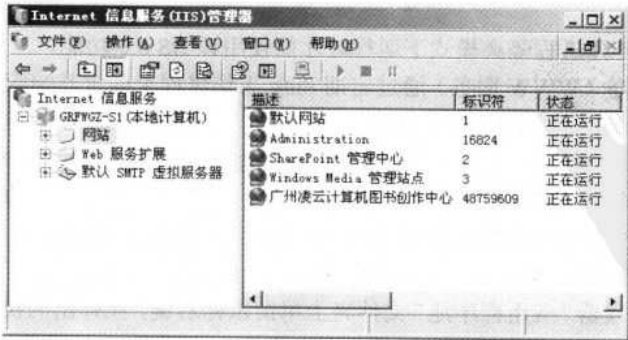 Internet 信息服务(IIS)管理器
文件(F) 操作(A) 查看(V) 窗口(W) 帮助(H)
Internet 信息服务
GRFWGZ-S1(本地计算机)
网站
Web 服务扩展
默认 SMTP 虚拟服务器
描述 标识符 状态
默认网站 1 正在运行
Administration 16824 正在运行
SharePoint 管理中心 2 正在运行
Windows Media 管理站点 3 正在运行
广州凌云计算机图书创作中心 48759609 正在运行